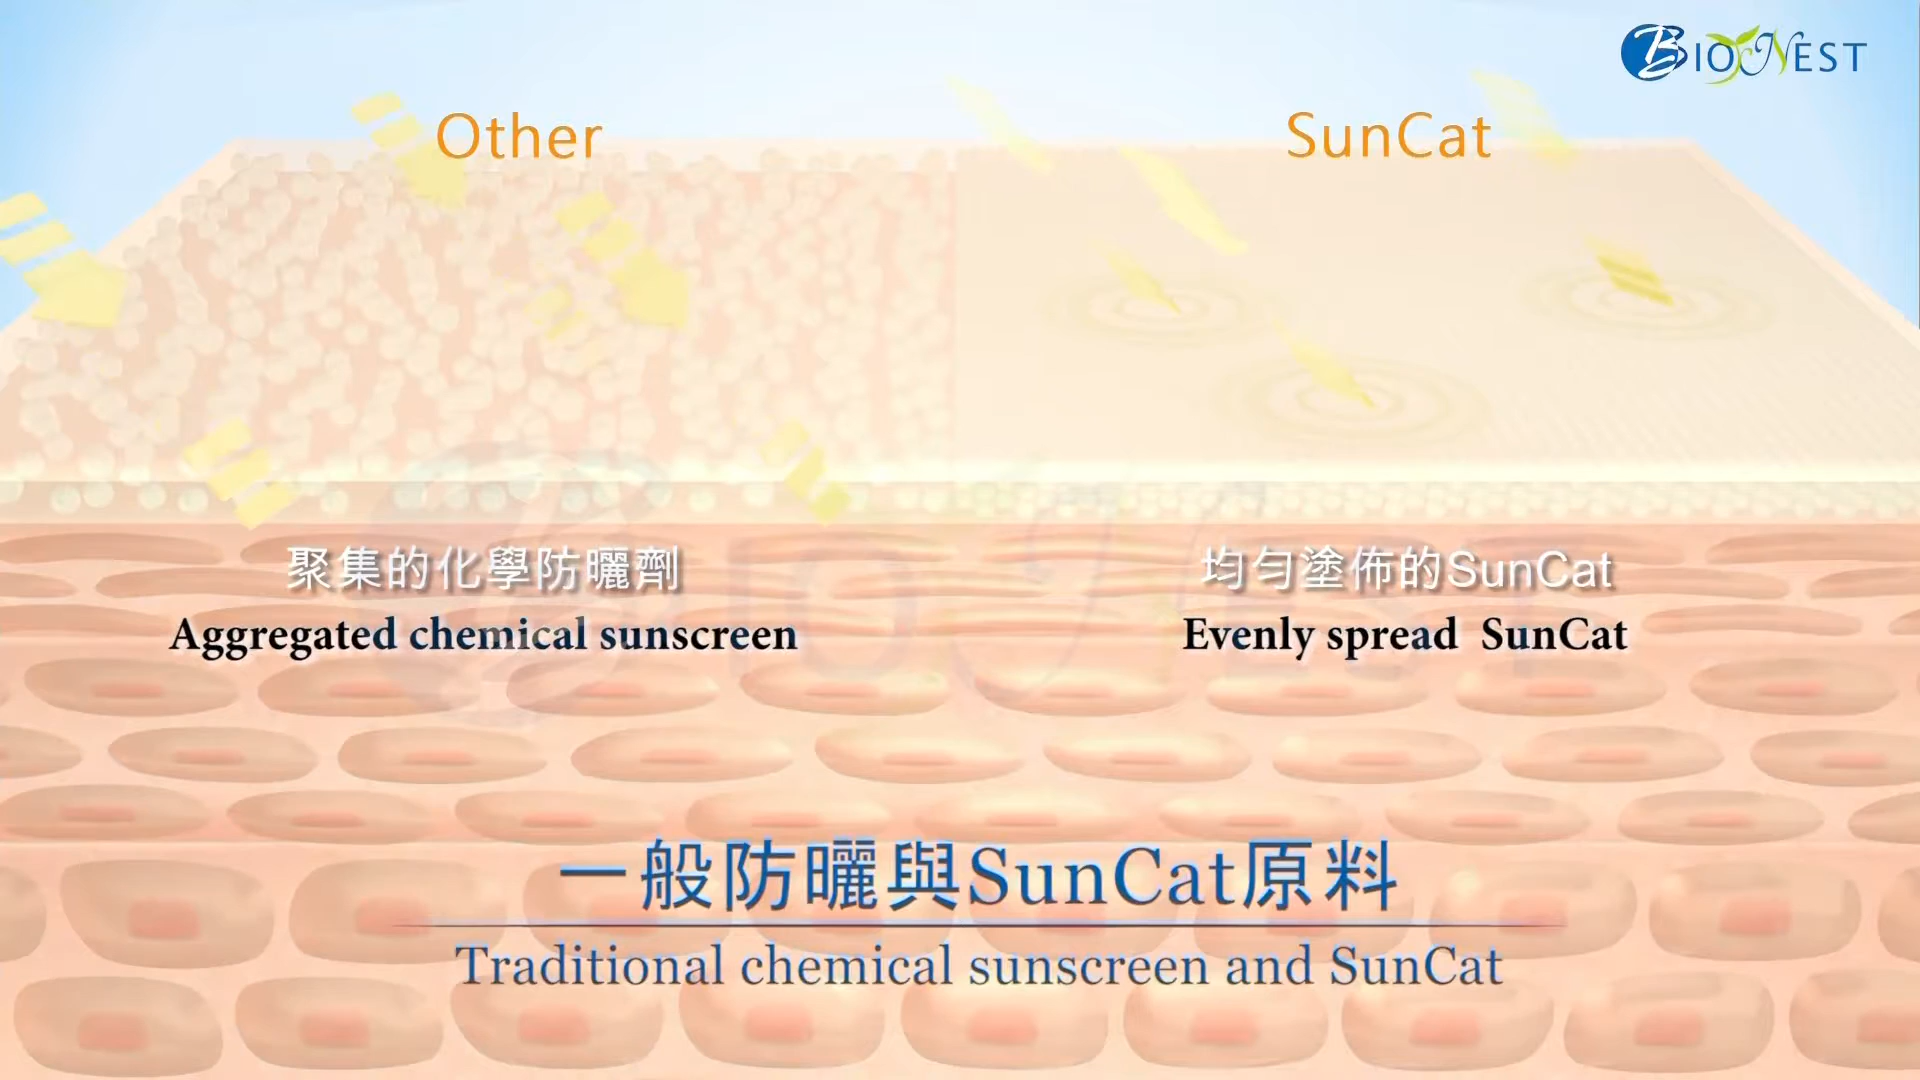 BIONEST
Other
SunCat
聚集的化學防曬劑
Aggregated chemical sunscreen
均勻塗佈的SunCat
Evenly spread SunCat
一般防曬與SunCat原料
Traditional chemical sunscreen and SunCat